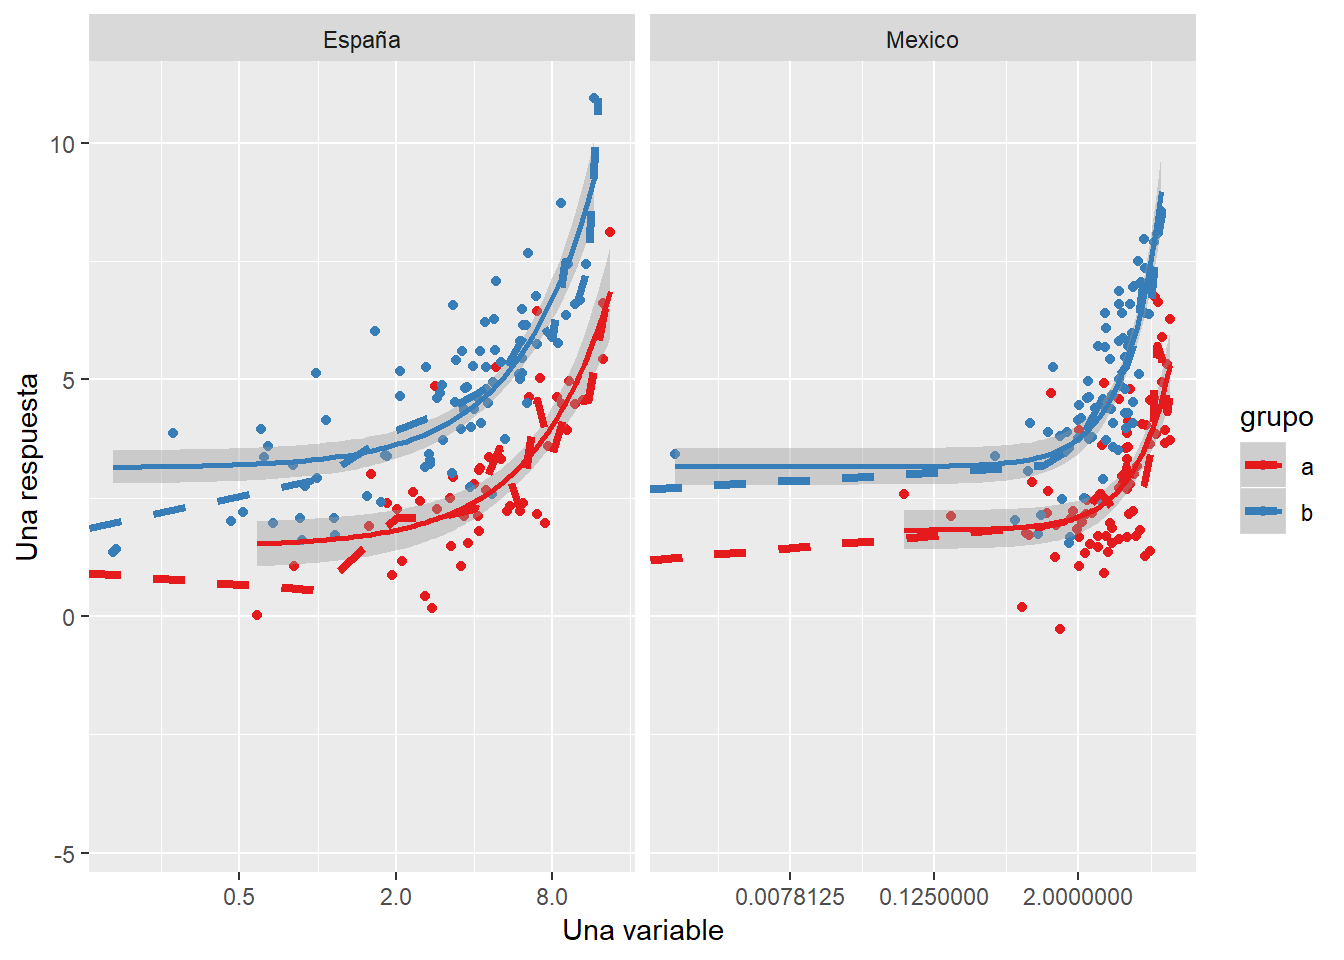 España
Mexico
10
5
0
-5
Una respuesta
0.5
2.0
8.0
0.0078125
0.1250000
2.0000000
Una variable
grupo
a
b